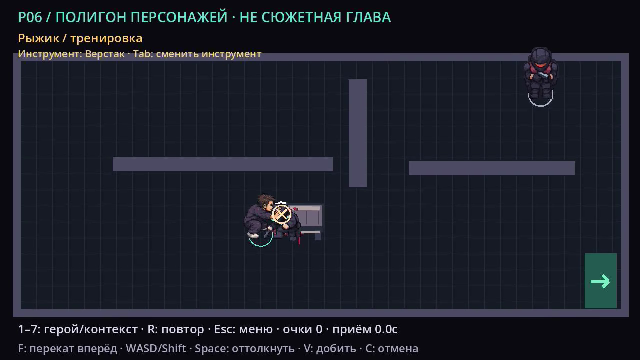 P06 / ПОЛИГОН ПЕРСОНАЖЕЙ · НЕ СЮЖЕТНАЯ ГЛАВА
Рыжик / тренировка
Инструмент: Верстак · Tab: сменить инструмент
1–7: герой/контекст · R: повтор · Esc: меню · очки 0 · приём 0.0с
F: перекат вперёд · WASD/Shift · Space: оттолкнуть · V: добить · C: отмена